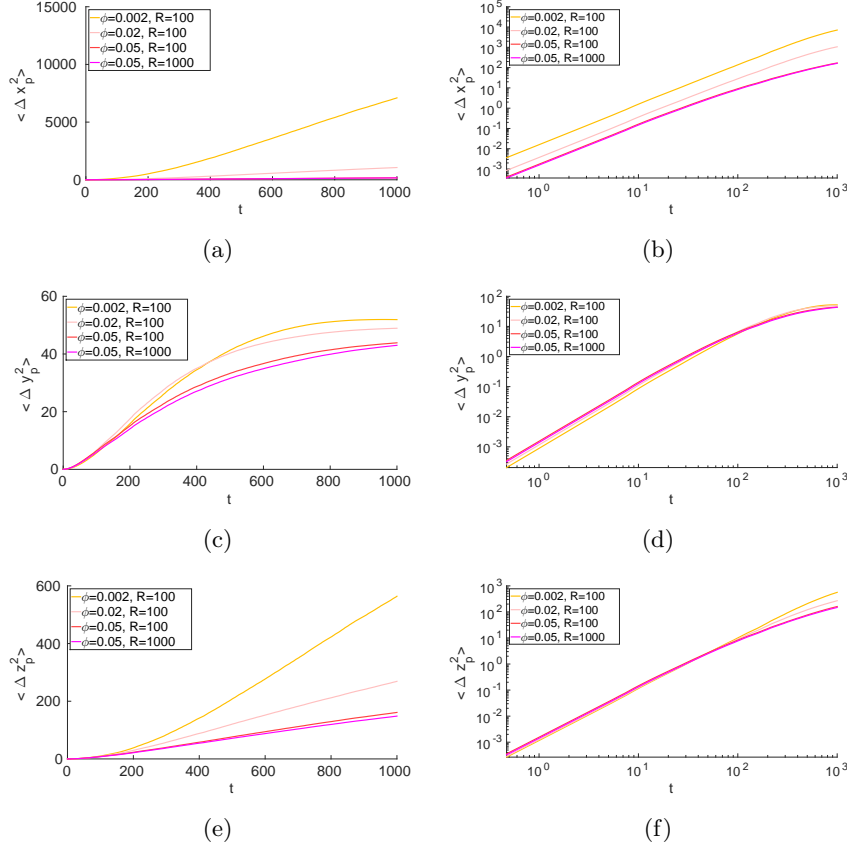 15000
10000
5000
0
< Δ x_p^2 >
ϕ=0.002, R=100
ϕ=0.02, R=100
ϕ=0.05, R=100
ϕ=0.05, R=1000
0 200 400 600 800 1000
t
(a)
10^5
10^4
10^3
10^2
10^1
10^0
10^-1
10^-2
10^-3
< Δ x_p^2 >
ϕ=0.002, R=100
ϕ=0.02, R=100
ϕ=0.05, R=100
ϕ=0.05, R=1000
10^0 10^1 10^2 10^3
t
(b)
60
40
20
0
< Δ y_p^2 >
ϕ=0.002, R=100
ϕ=0.02, R=100
ϕ=0.05, R=100
ϕ=0.05, R=1000
0 200 400 600 800 1000
t
(c)
10^2
10^1
10^0
10^-1
10^-2
10^-3
< Δ y_p^2 >
ϕ=0.002, R=100
ϕ=0.02, R=100
ϕ=0.05, R=100
ϕ=0.05, R=1000
10^0 10^1 10^2 10^3
t
(d)
600
400
200
0
< Δ z_p^2 >
ϕ=0.002, R=100
ϕ=0.02, R=100
ϕ=0.05, R=100
ϕ=0.05, R=1000
0 200 400 600 800 1000
t
(e)
10^3
10^2
10^1
10^0
10^-1
10^-2
10^-3
< Δ z_p^2 >
ϕ=0.002, R=100
ϕ=0.02, R=100
ϕ=0.05, R=100
ϕ=0.05, R=1000
10^0 10^1 10^2 10^3
t
(f)